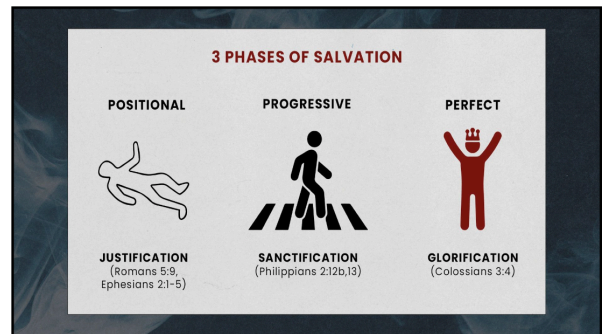 3 PHASES OF SALVATION
POSITIONAL
JUSTIFICATION
(Romans 5:9,
Ephesians 2:1-5)
PROGRESSIVE
SANCTIFICATION
(Philippians 2:12b,13)
PERFECT
GLORIFICATION
(Colossians 3:4)